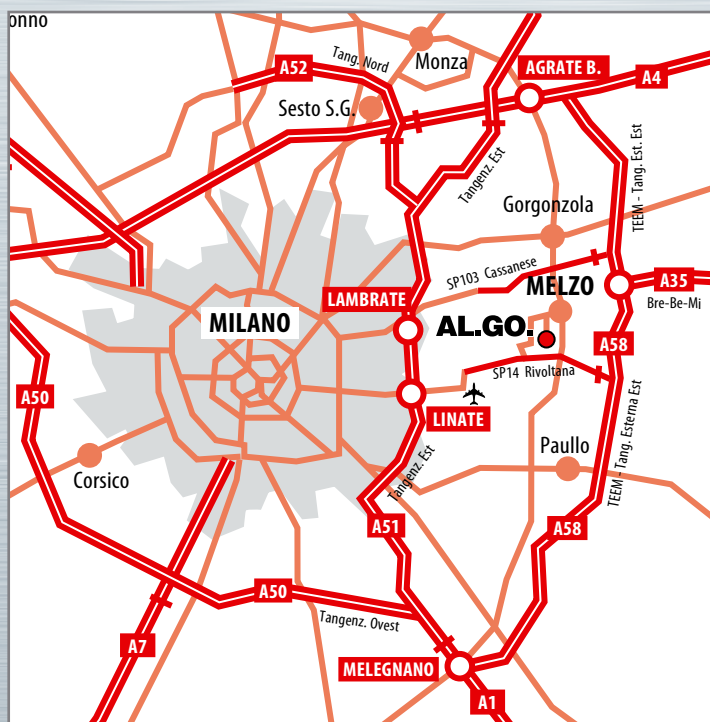 onno
Monza
Tang. Nord
A52
AGRATE B.
A4
Sesto S.G.
Tangenz. Est
TEEM - Tang. Est. Est
Gorgonzola
SP103 Cassanese
MELZO
A35
Bre-Be-Mi
LAMBRATE
MILANO
AL.GO.
A58
SP14 Rivoltana
A50
LINATE
TEEM - Tang. Esterna Est
Corsico
Paullo
Tangenz. Est
A51
A58
A50
Tangenz. Ovest
A7
MELEGNANO
A1